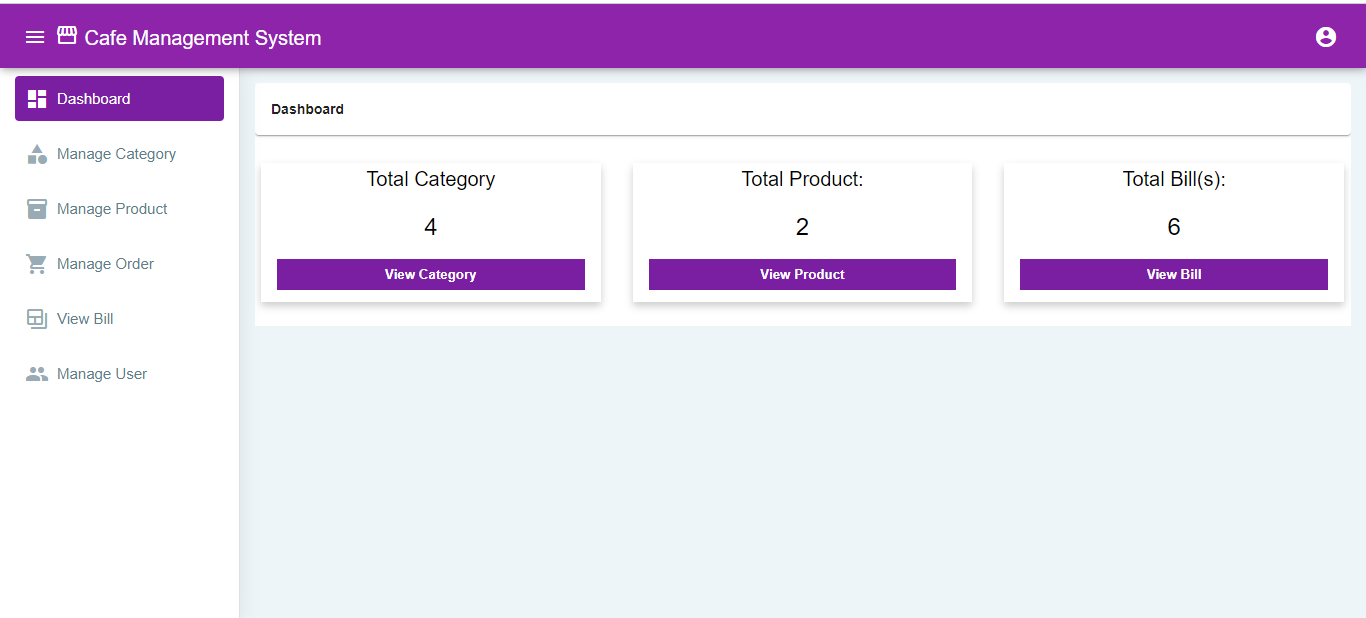 Cafe Management System
Dashboard
Manage Category
Manage Product
Manage Order
View Bill
Manage User
Dashboard
Total Category
4
View Category
Total Product:
2
View Product
Total Bill(s):
6
View Bill